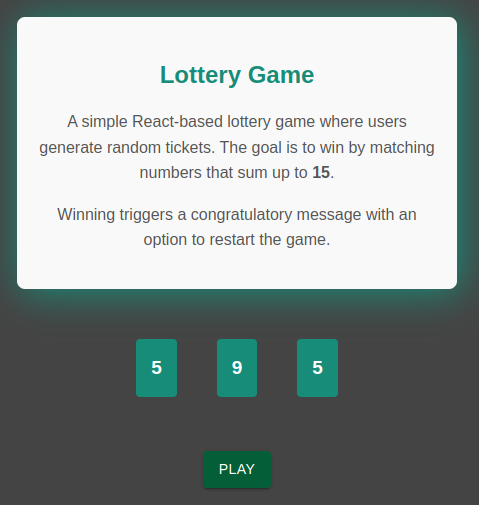 Lottery Game
A simple React-based lottery game where users
generate random tickets. The goal is to win by matching
numbers that sum up to 15.
Winning triggers a congratulatory message with an
option to restart the game.
5 9 5
PLAY